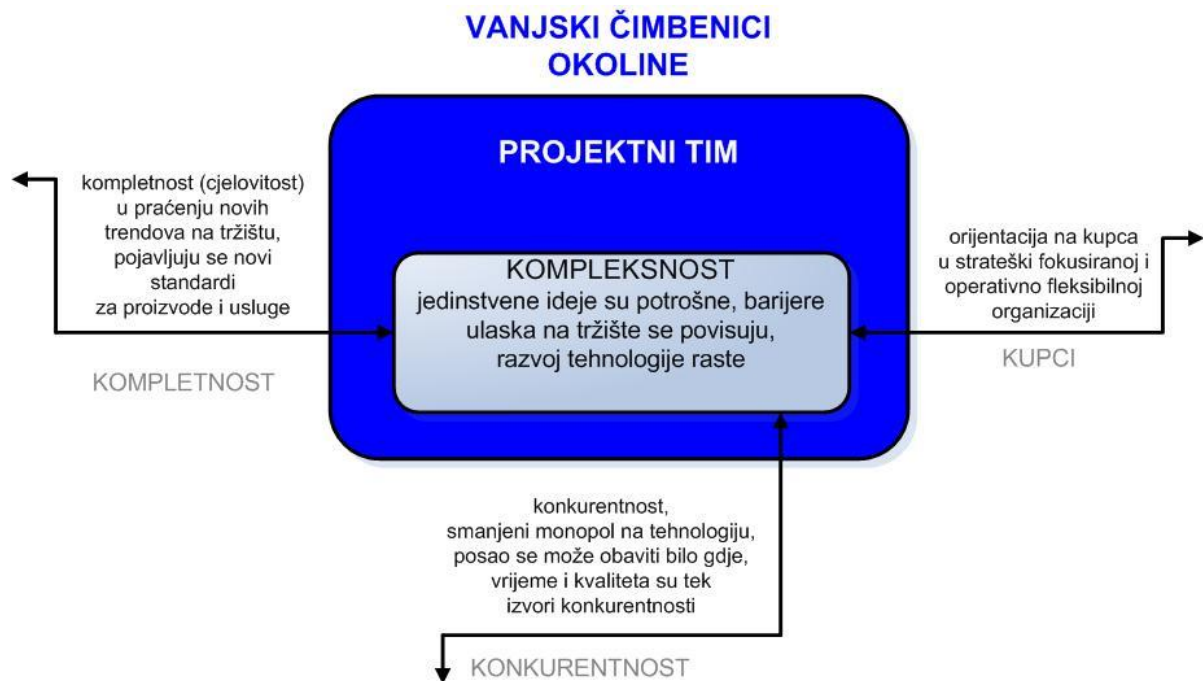 VANJSKI ČIMBENICI
OKOLINE
PROJEKTNI TIM
kompletnost (cjelovitost)
u praćenju novih
trendova na tržištu,
pojavljuju se novi
standardi
za proizvode i usluge
KOMPLETNOST
KOMPLEKSNOST
jedinstvene ideje su potrošne, barijere
ulaska na tržište se povisuju,
razvoj tehnologije raste
orijentacija na kupca
u strateški fokusiranoj i
operativno fleksibilnoj
organizaciji
KUPCI
konkurentnost,
smanjeni monopol na tehnologiju,
posao se može obaviti bilo gdje,
vrijeme i kvaliteta su tek
izvori konkurentnosti
KONKURENTNOST